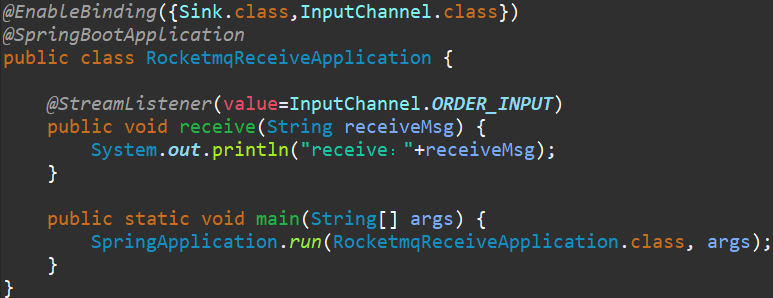 @EnableBinding({Sink.class,InputChannel.class})
@SpringBootApplication
public class RocketmqReceiveApplication {
@StreamListener(value=InputChannel.ORDER_INPUT)
public void receive(String receiveMsg) {
System.out.println("receive："+receiveMsg);
}
public static void main(String[] args) {
SpringApplication.run(RocketmqReceiveApplication.class, args);
}
}